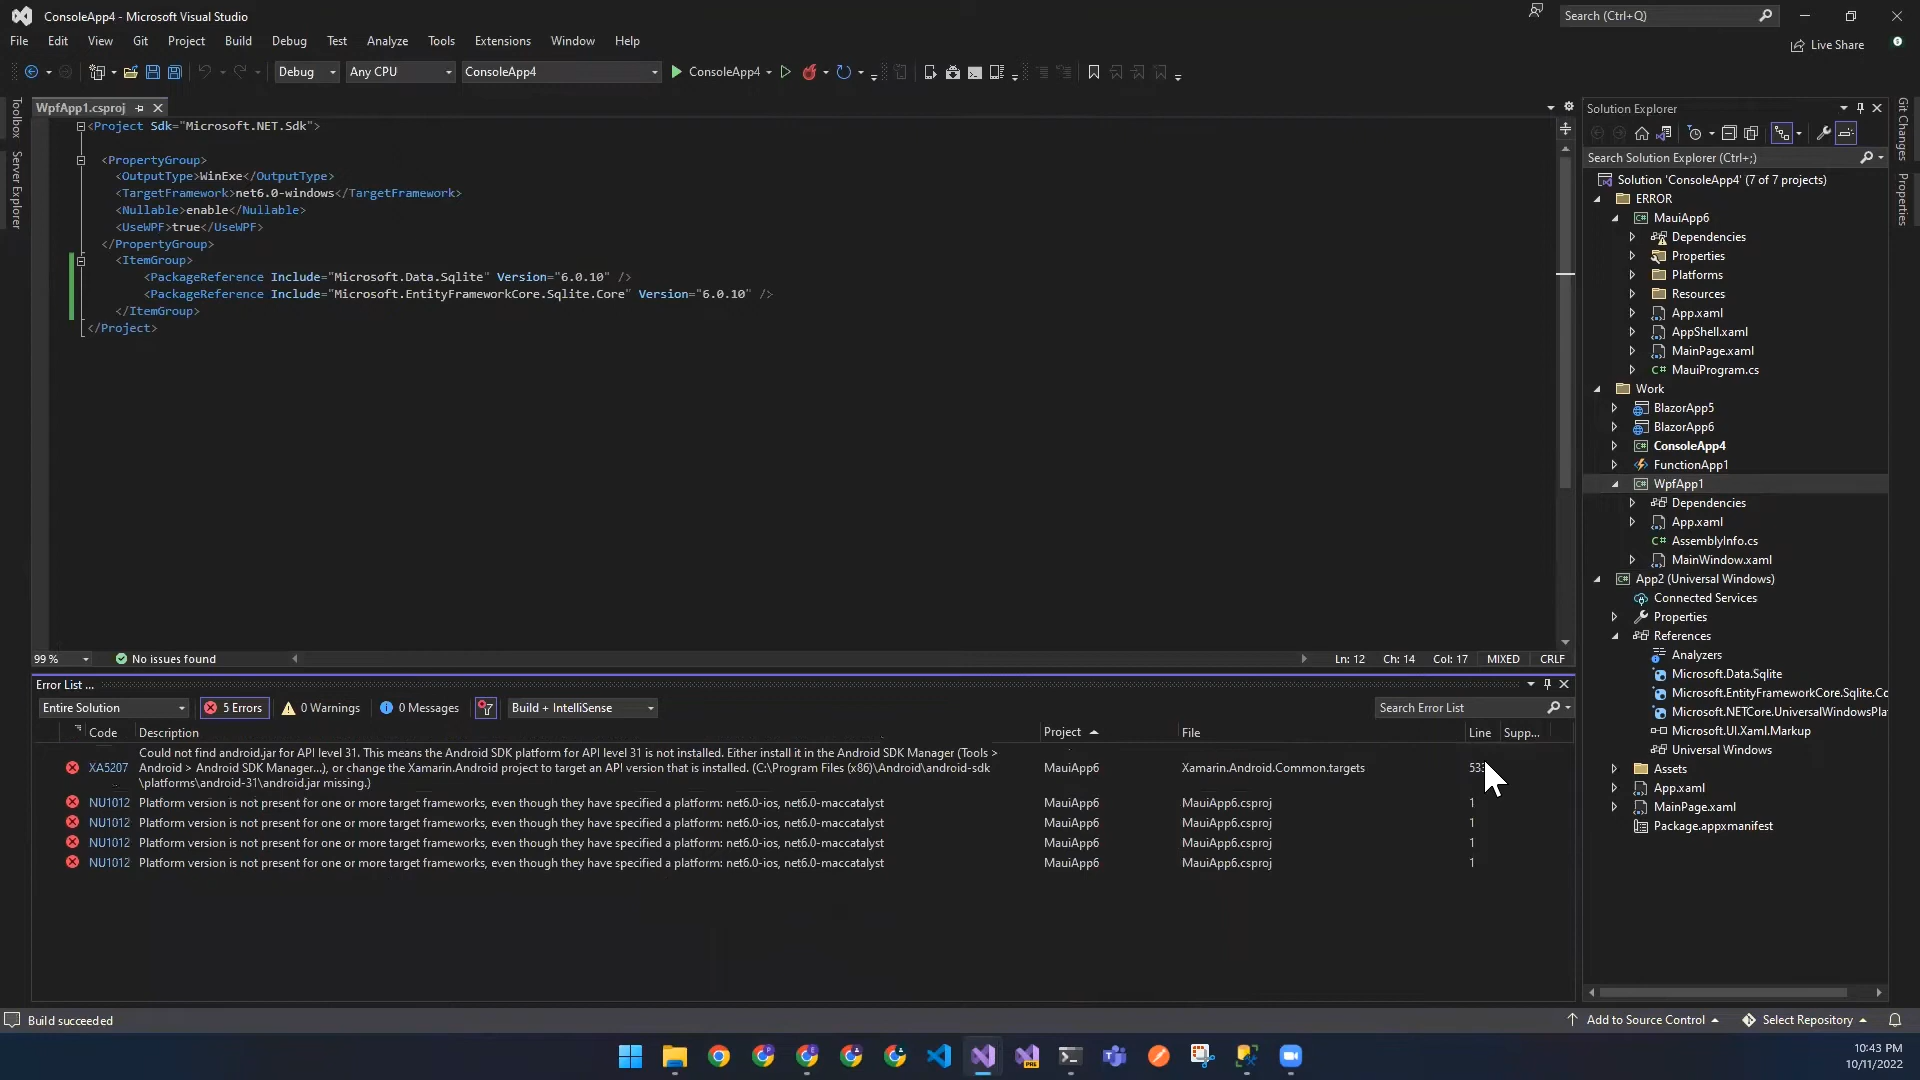 ConsoleApp4 - Microsoft Visual Studio
Search (Ctrl+Q)
File Edit View Git Project Build Debug Test Analyze Tools Extensions Window Help
Live Share
Debug Any CPU ConsoleApp4 ConsoleApp4
Toolbox
Server Explorer
WpfApp1.csproj
<Project Sdk="Microsoft.NET.Sdk">
<PropertyGroup>
<OutputType>WinExe</OutputType>
<TargetFramework>net6.0-windows</TargetFramework>
<Nullable>enable</Nullable>
<UseWPF>true</UseWPF>
</PropertyGroup>
<ItemGroup>
<PackageReference Include="Microsoft.Data.Sqlite" Version="6.0.10" />
<PackageReference Include="Microsoft.EntityFrameworkCore.Sqlite.Core" Version="6.0.10" />
</ItemGroup>
</Project>
99 % No issues found Ln: 12 Ch: 14 Col: 17 MIXED CRLF
Error List ...
Entire Solution 5 Errors 0 Warnings 0 Messages Build + IntelliSense Search Error List
Code Description Project File Line Supp...
Could not find android.jar for API level 31. This means the Android SDK platform for API level 31 is not installed. Either install it in the Android SDK Manager (Tools >
XA5207 Android > Android SDK Manager...), or change the Xamarin.Android project to target an API version that is installed. (C:\Program Files (x86)\Android\android-sdk MauiApp6 Xamarin.Android.Common.targets
\platforms\android-31\android.jar missing.)
NU1012 Platform version is not present for one or more target frameworks, even though they have specified a platform: net6.0-ios, net6.0-maccatalyst MauiApp6 MauiApp6.csproj 1
NU1012 Platform version is not present for one or more target frameworks, even though they have specified a platform: net6.0-ios, net6.0-maccatalyst MauiApp6 MauiApp6.csproj 1
NU1012 Platform version is not present for one or more target frameworks, even though they have specified a platform: net6.0-ios, net6.0-maccatalyst MauiApp6 MauiApp6.csproj 1
NU1012 Platform version is not present for one or more target frameworks, even though they have specified a platform: net6.0-ios, net6.0-maccatalyst MauiApp6 MauiApp6.csproj 1
Solution Explorer
Search Solution Explorer (Ctrl+;)
Solution 'ConsoleApp4' (7 of 7 projects)
ERROR
MauiApp6
Dependencies
Properties
Platforms
Resources
App.xaml
AppShell.xaml
MainPage.xaml
C# MauiProgram.cs
Work
BlazorApp5
BlazorApp6
ConsoleApp4
FunctionApp1
WpfApp1
Dependencies
App.xaml
C# AssemblyInfo.cs
MainWindow.xaml
App2 (Universal Windows)
Connected Services
Properties
References
Analyzers
Microsoft.Data.Sqlite
Microsoft.EntityFrameworkCore.Sqlite.Co
Microsoft.NETCore.UniversalWindowsPla
Microsoft.UI.Xaml.Markup
Universal Windows
Assets
App.xaml
MainPage.xaml
Package.appxmanifest
Git Changes
Properties
Build succeeded
Add to Source Control Select Repository
PRE
10:43 PM
10/11/2022